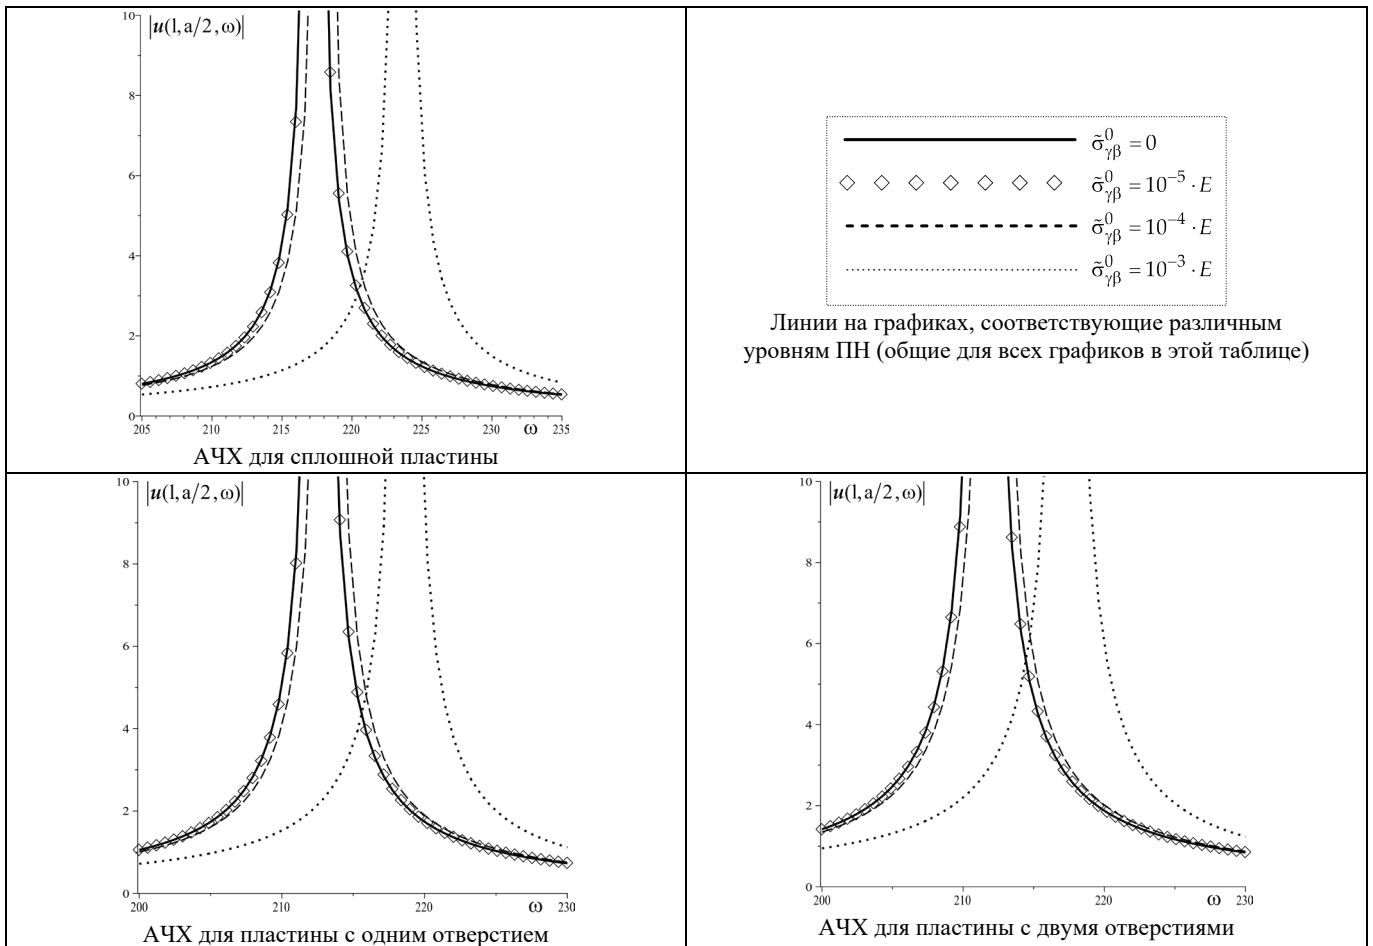 |u(l, a/2, ω)|
10
8
6
4
2
0
205 210 215 220 225 230 ω 235
АЧХ для сплошной пластины
σ̃⁰γβ = 0
σ̃⁰γβ = 10⁻⁵ · E
σ̃⁰γβ = 10⁻⁴ · E
σ̃⁰γβ = 10⁻³ · E
Линии на графиках, соответствующие различным
уровням ПН (общие для всех графиков в этой таблице)
|u(l, a/2, ω)|
10
8
6
4
2
0
200 210 220 ω 230
АЧХ для пластины с одним отверстием
|u(l, a/2, ω)|
10
8
6
4
2
0
200 210 220 ω 230
АЧХ для пластины с двумя отверстиями